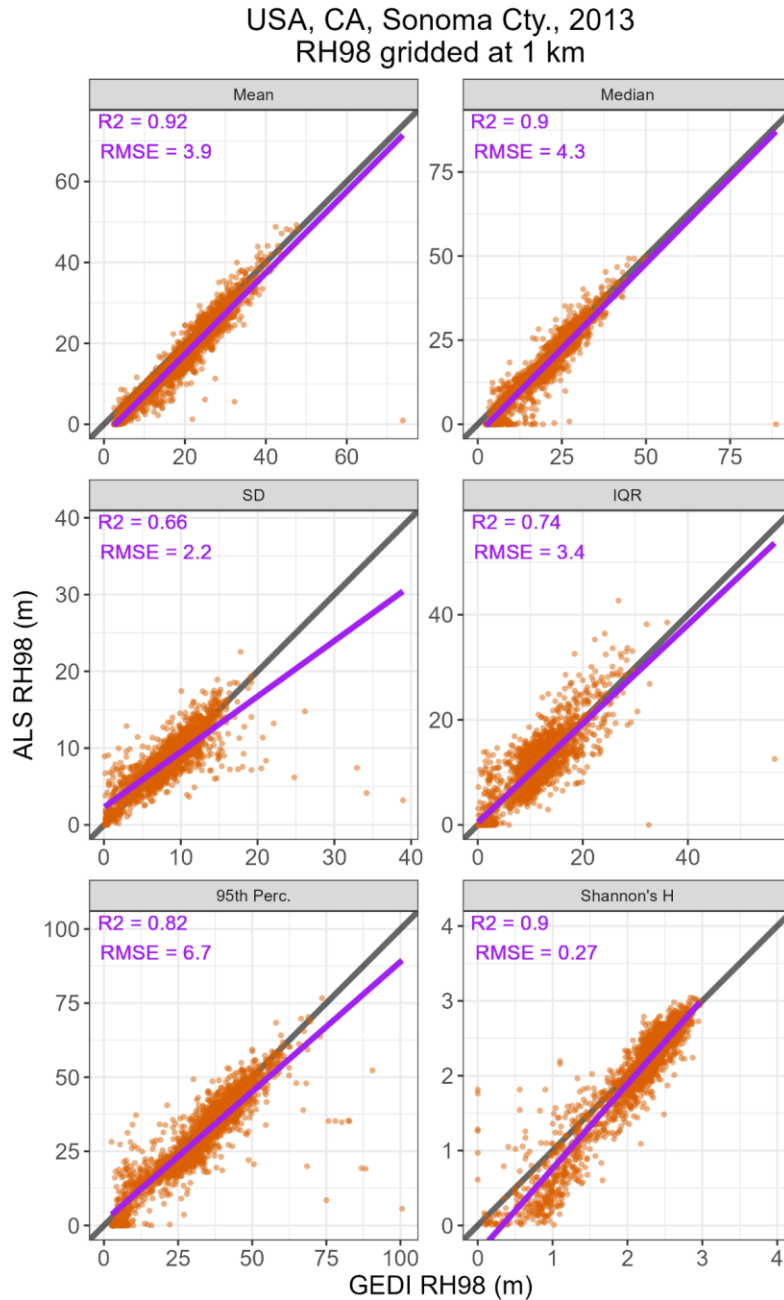 USA, CA, Sonoma Cty., 2013
RH98 gridded at 1 km
Mean
R2 = 0.92
RMSE = 3.9
60
40
20
0
0 20 40 60
Median
R2 = 0.9
RMSE = 4.3
75
50
25
0
0 25 50 75
SD
R2 = 0.66
RMSE = 2.2
40
30
20
10
0
0 10 20 30 40
IQR
R2 = 0.74
RMSE = 3.4
40
20
0
0 20 40
95th Perc.
R2 = 0.82
RMSE = 6.7
100
75
50
25
0
0 25 50 75 100
Shannon's H
R2 = 0.9
RMSE = 0.27
4
3
2
1
0
0 1 2 3 4
ALS RH98 (m)
GEDI RH98 (m)